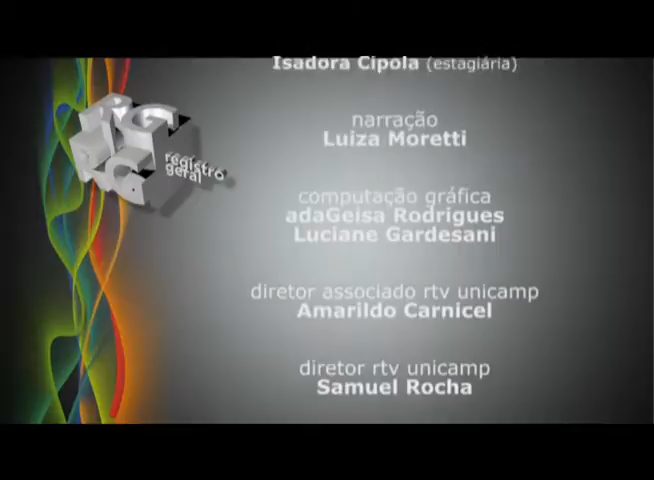 Isadora Cipola (estagiária)
narração
Luiza Moretti
computação gráfica
adaGeisa Rodrigues
Luciane Gardesani
diretor associado rtv unicamp
Amarildo Carnicel
diretor rtv unicamp
Samuel Rocha
RG
registro
geral